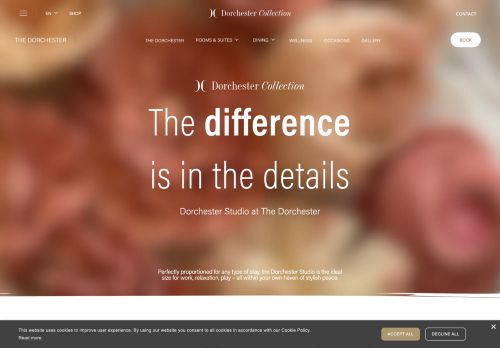 EN
SHOP
Dorchester Collection
CONTACT
THE DORCHESTER
THE DORCHESTER
ROOMS & SUITES
DINING
WELLNESS
OCCASIONS
GALLERY
BOOK
Dorchester Collection
The difference
is in the details
Dorchester Studio at The Dorchester
Perfectly proportioned for any type of stay, the Dorchester Studio is the ideal
size for work, relaxation, play – all within your own haven of stylish peace.
This website uses cookies to improve user experience. By using our website you consent to all cookies in accordance with our Cookie Policy.
Read more
ACCEPT ALL
DECLINE ALL